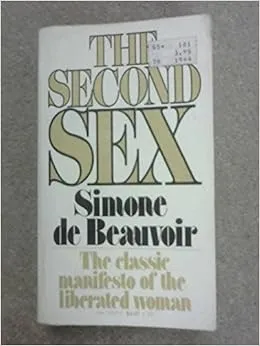 THE
SECOND
SEX
Simone
de Beauvoir
The classic
manifesto of the
liberated woman